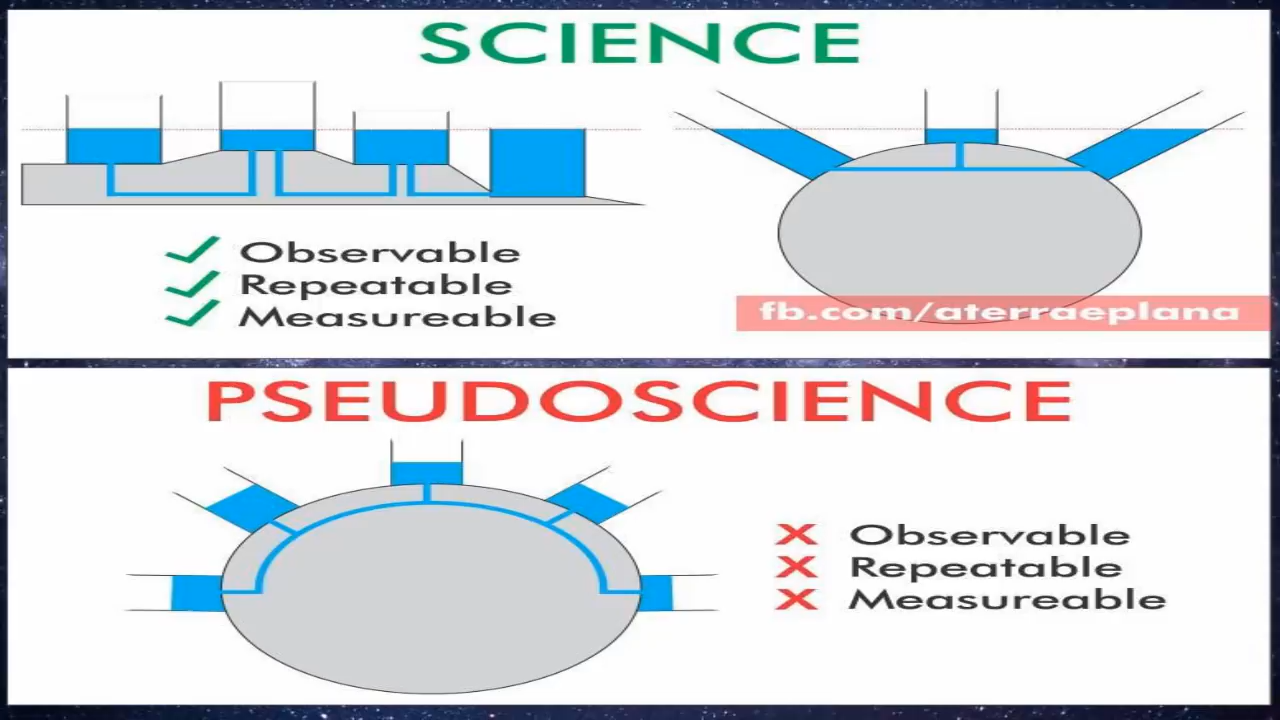 SCIENCE
Observable
Repeatable
Measureable
fb.com/aterraeplana
PSEUDOSCIENCE
Observable
Repeatable
Measureable